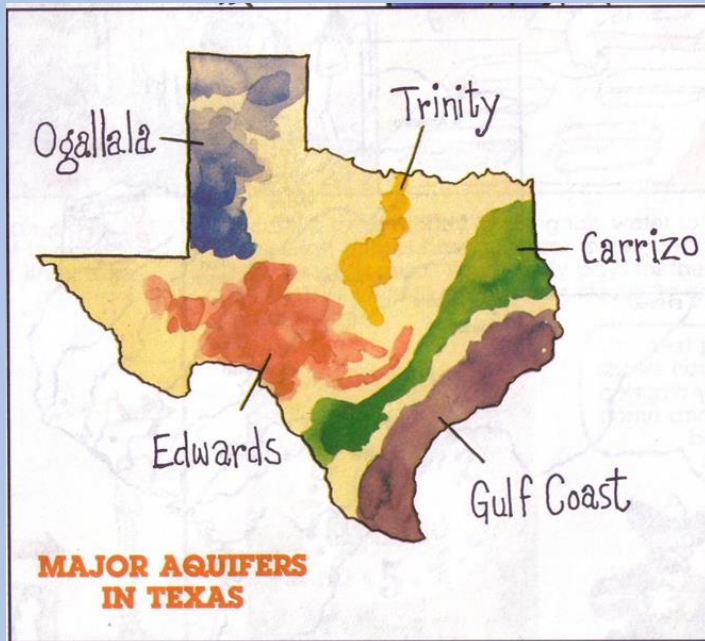 Trinity
Ogallala
Carrizo
Edwards
Gulf Coast
MAJOR AQUIFERS
IN TEXAS